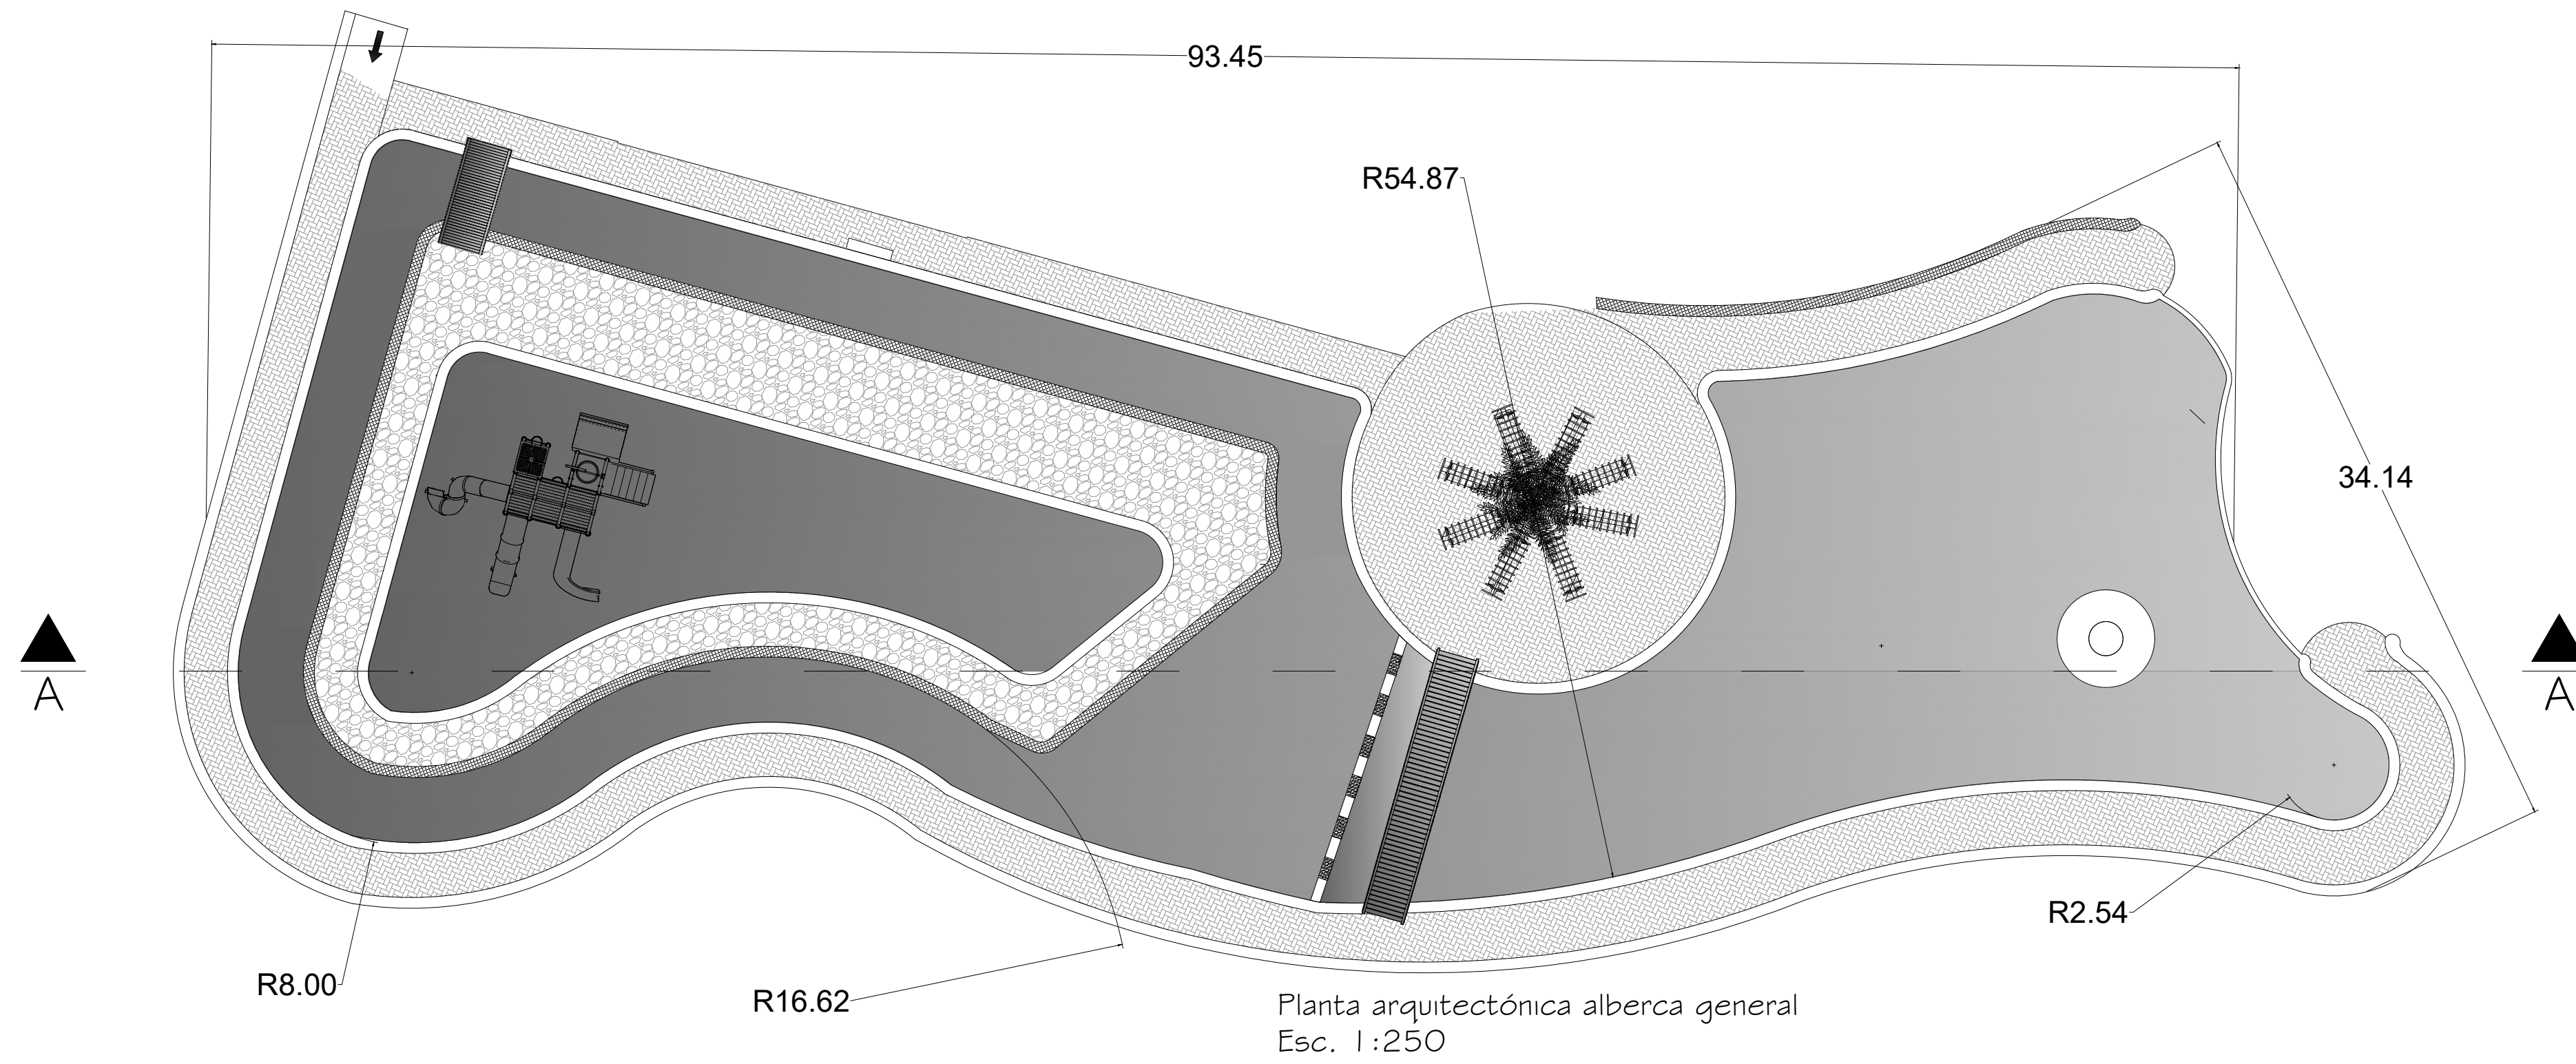 93.45
R54.87
34.14
A
A
R2.54
R8.00
R16.62
Planta arquitectónica alberca general
Esc. 1:250